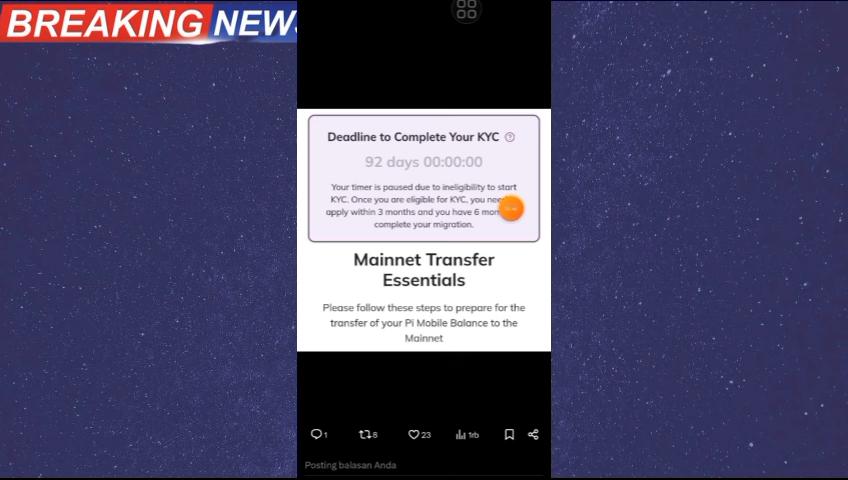 BREAKING NEWS
Deadline to Complete Your KYC
92 days 00:00:00
Your timer is paused due to ineligibility to start
KYC. Once you are eligible for KYC, you
apply within 3 months and you have 6
complete your migration.
Mainnet Transfer
Essentials
Please follow these steps to prepare for the
transfer of your Pi Mobile Balance to the
Mainnet
1 8 23 1rb
Posting balasan Anda